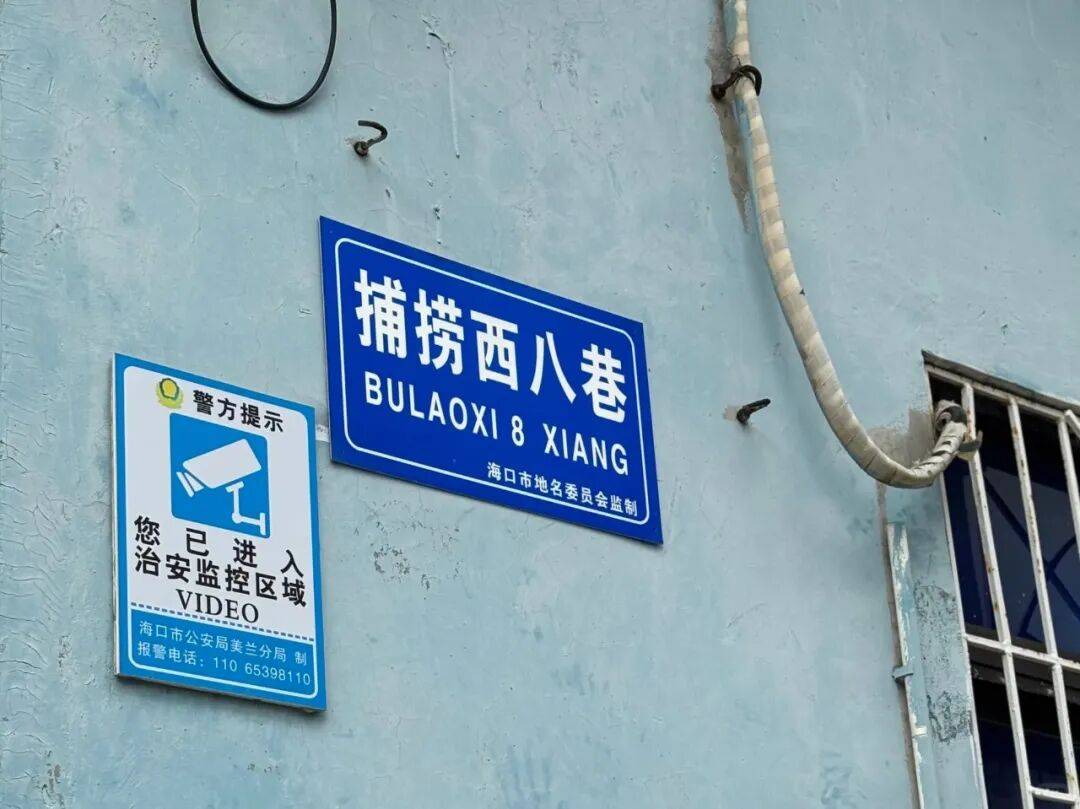 捕捞西八巷
BULAOXI 8 XIANG
海口市地名委员会监制
警方提示
您已进入
治安监控区域
VIDEO
海口市公安局美兰分局 制
报警电话：110 65398110